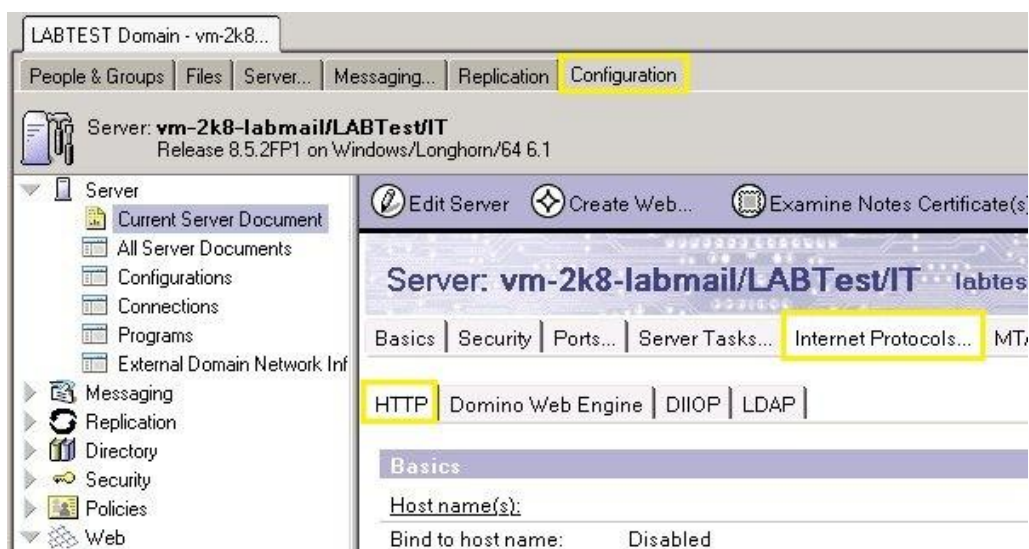 LABTEST Domain - vm-2k8...
People & Groups Files Server... Messaging... Replication Configuration
Server: vm-2k8-labmail/LABTest/IT
Release 8.5.2FP1 on Windows/Longhorn/64 6.1
Server
Current Server Document
All Server Documents
Configurations
Connections
Programs
External Domain Network Inf
Messaging
Replication
Directory
Security
Policies
Web
Edit Server Create Web... Examine Notes Certificate(s)
Server: vm-2k8-labmail/LABTest/IT labtes
Basics Security Ports... Server Tasks... Internet Protocols... MTA
HTTP Domino Web Engine DIIOP LDAP
Basics
Host name(s):
Bind to host name: Disabled